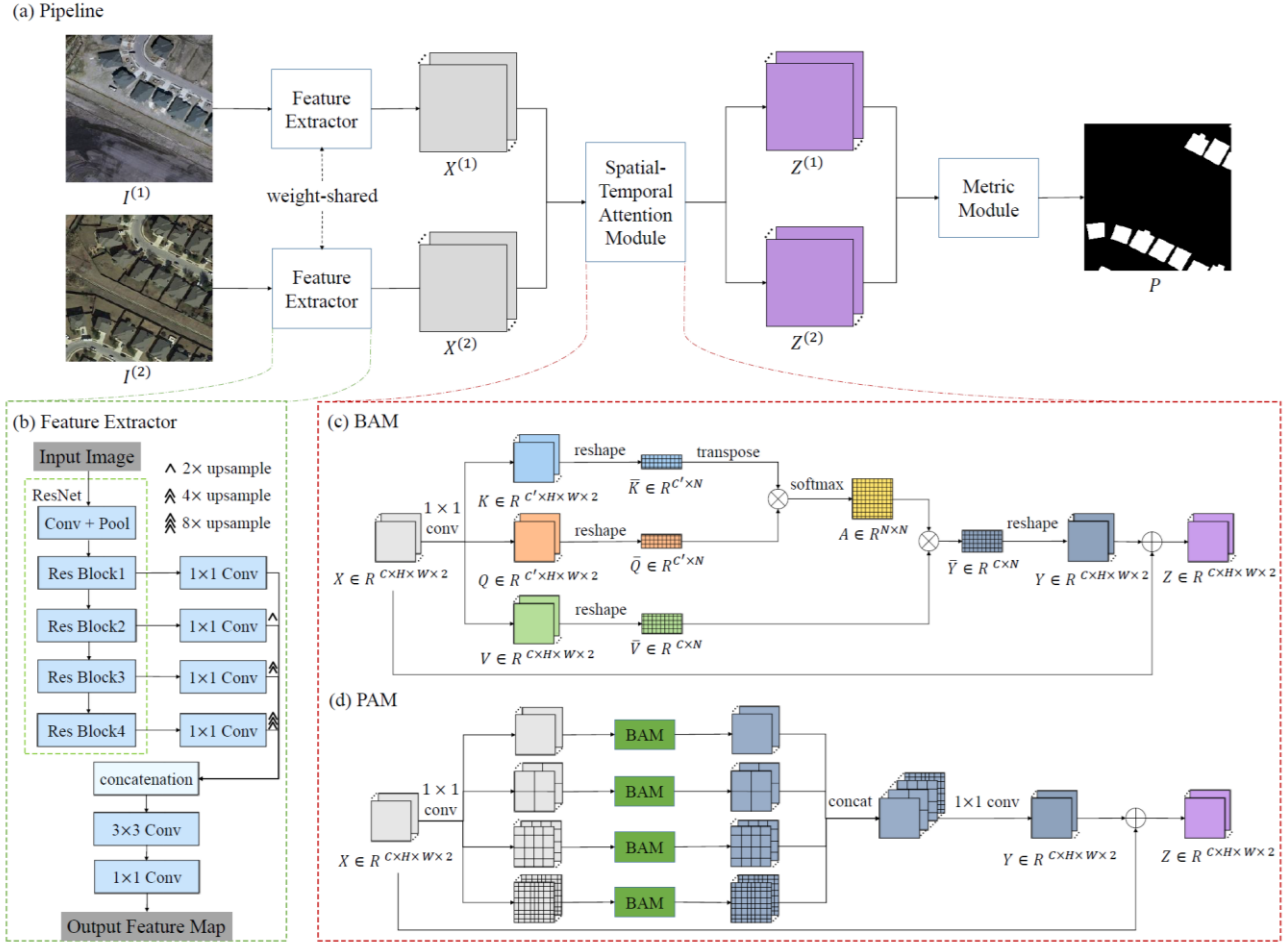 (a) Pipeline
Feature
Extractor
X⁽¹⁾
I⁽¹⁾
weight-shared
Feature
Extractor
X⁽²⁾
I⁽²⁾
Spatial-
Temporal
Attention
Module
Z⁽¹⁾
Z⁽²⁾
Metric
Module
P
(b) Feature Extractor
Input Image
2× upsample
4× upsample
8× upsample
ResNet
Conv + Pool
Res Block1
1×1 Conv
Res Block2
1×1 Conv
Res Block3
1×1 Conv
Res Block4
1×1 Conv
concatenation
3×3 Conv
1×1 Conv
Output Feature Map
(c) BAM
X ∈ R^{C×H×W×2}
1 × 1
conv
K ∈ R^{C′×H×W×2}
reshape
K̄ ∈ R^{C′×N}
transpose
Q ∈ R^{C′×H×W×2}
reshape
Q̄ ∈ R^{C′×N}
softmax
A ∈ R^{N×N}
V ∈ R^{C×H×W×2}
reshape
V̄ ∈ R^{C×N}
Ȳ ∈ R^{C×N}
reshape
Y ∈ R^{C×H×W×2}
Z ∈ R^{C×H×W×2}
(d) PAM
X ∈ R^{C×H×W×2}
1 × 1
conv
BAM
BAM
BAM
BAM
concat
1×1 conv
Y ∈ R^{C×H×W×2}
Z ∈ R^{C×H×W×2}